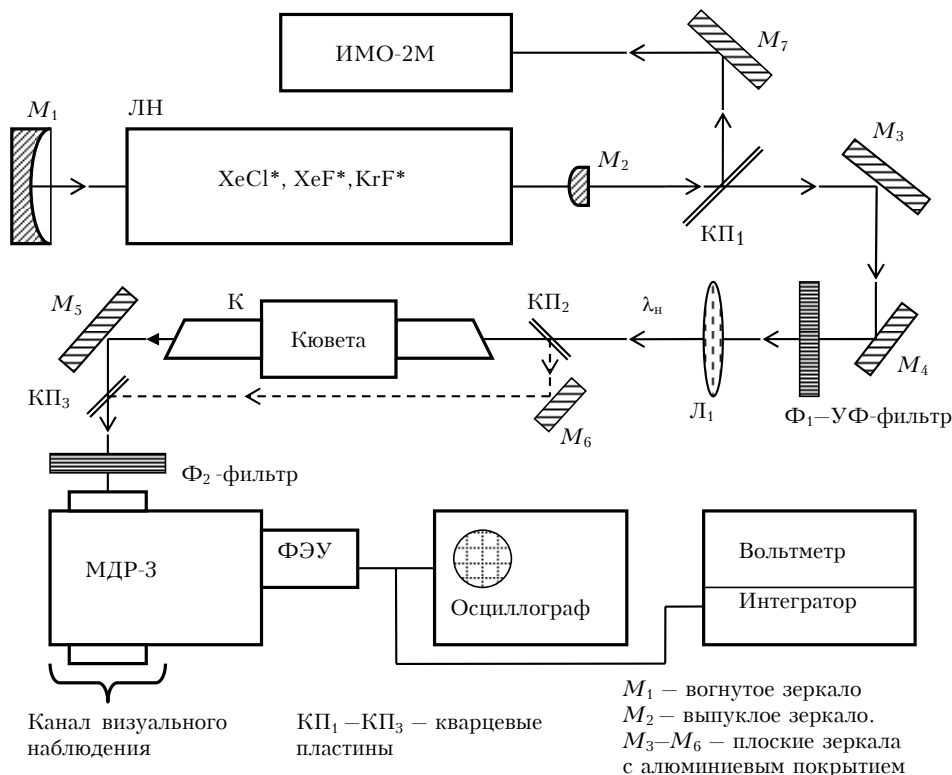 ИМО-2М
M₇
ЛН
M₁
M₃
M₂
XeCl*, XeF*, KrF*
КП₁
M₅
К
КП₂
λн
Кювета
M₄
КП₃
Л₁
Ф₁–УФ-фильтр
M₆
Ф₂-фильтр
ФЭУ
МДР-3
Вольтметр
Осциллограф
Интегратор
Канал визуального
наблюдения
КП₁–КП₃ – кварцевые
пластины
M₁ – вогнутое зеркало
M₂ – выпуклое зеркало.
M₃–M₆ – плоские зеркала
с алюминиевым покрытием